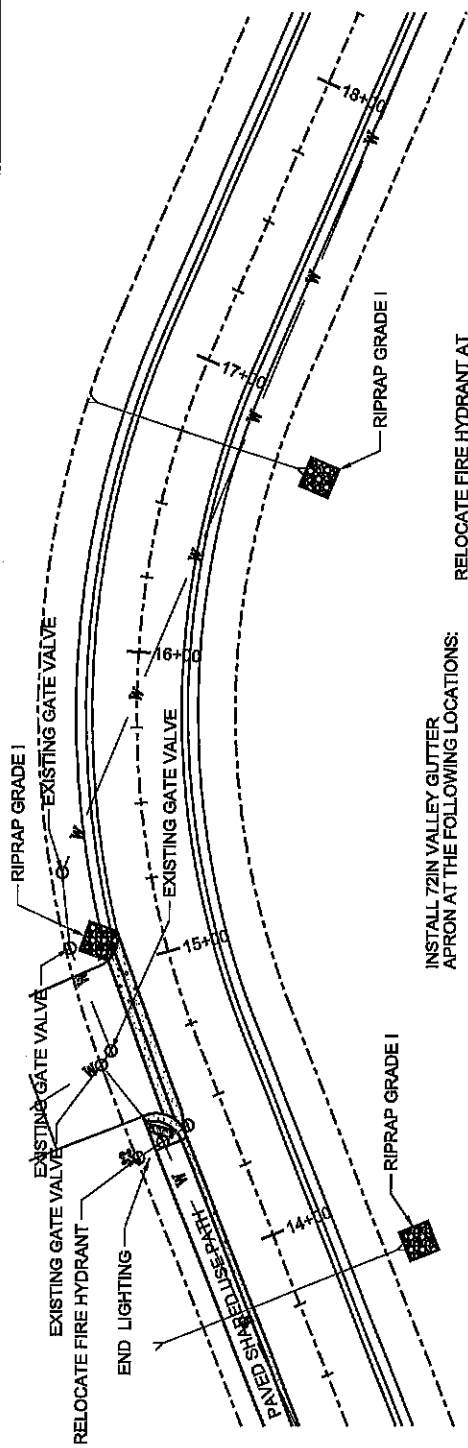 RIPRAP GRADE I
EXISTING GATE VALVE
EXISTING GATE VALVE
EXISTING GATE VALVE
EXISTING GATE VALVE
RELOCATE FIRE HYDRANT
END LIGHTING
PAVED SHARED USE PATH
W
W
W
W
W
W
W
W
W
W
14+00
15+00
16+00
17+00
18+00
RIPRAP GRADE I
RIPRAP GRADE I
INSTALL 72IN VALLEY GUTTER
APRON AT THE FOLLOWING LOCATIONS:
RELOCATE FIRE HYDRANT AT